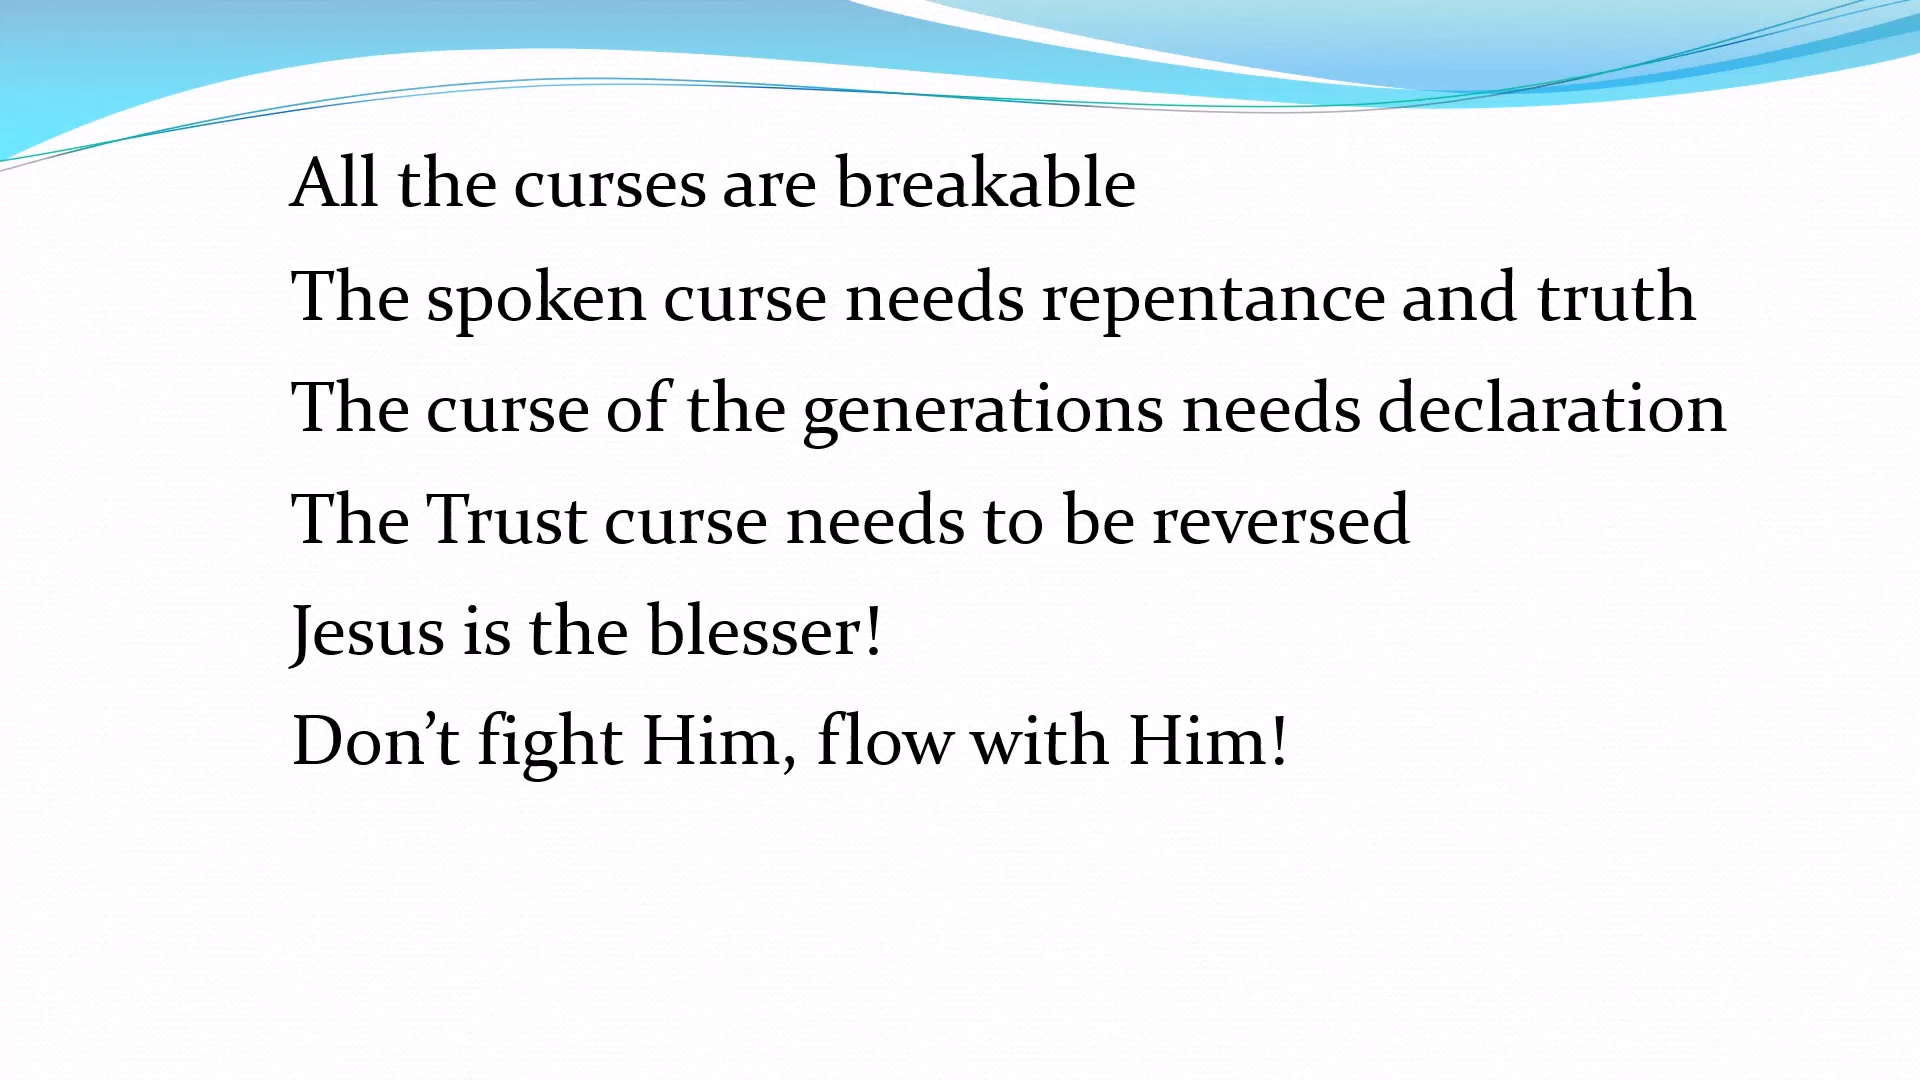 All the curses are breakable
The spoken curse needs repentance and truth
The curse of the generations needs declaration
The Trust curse needs to be reversed
Jesus is the blesser!
Don’t fight Him, flow with Him!